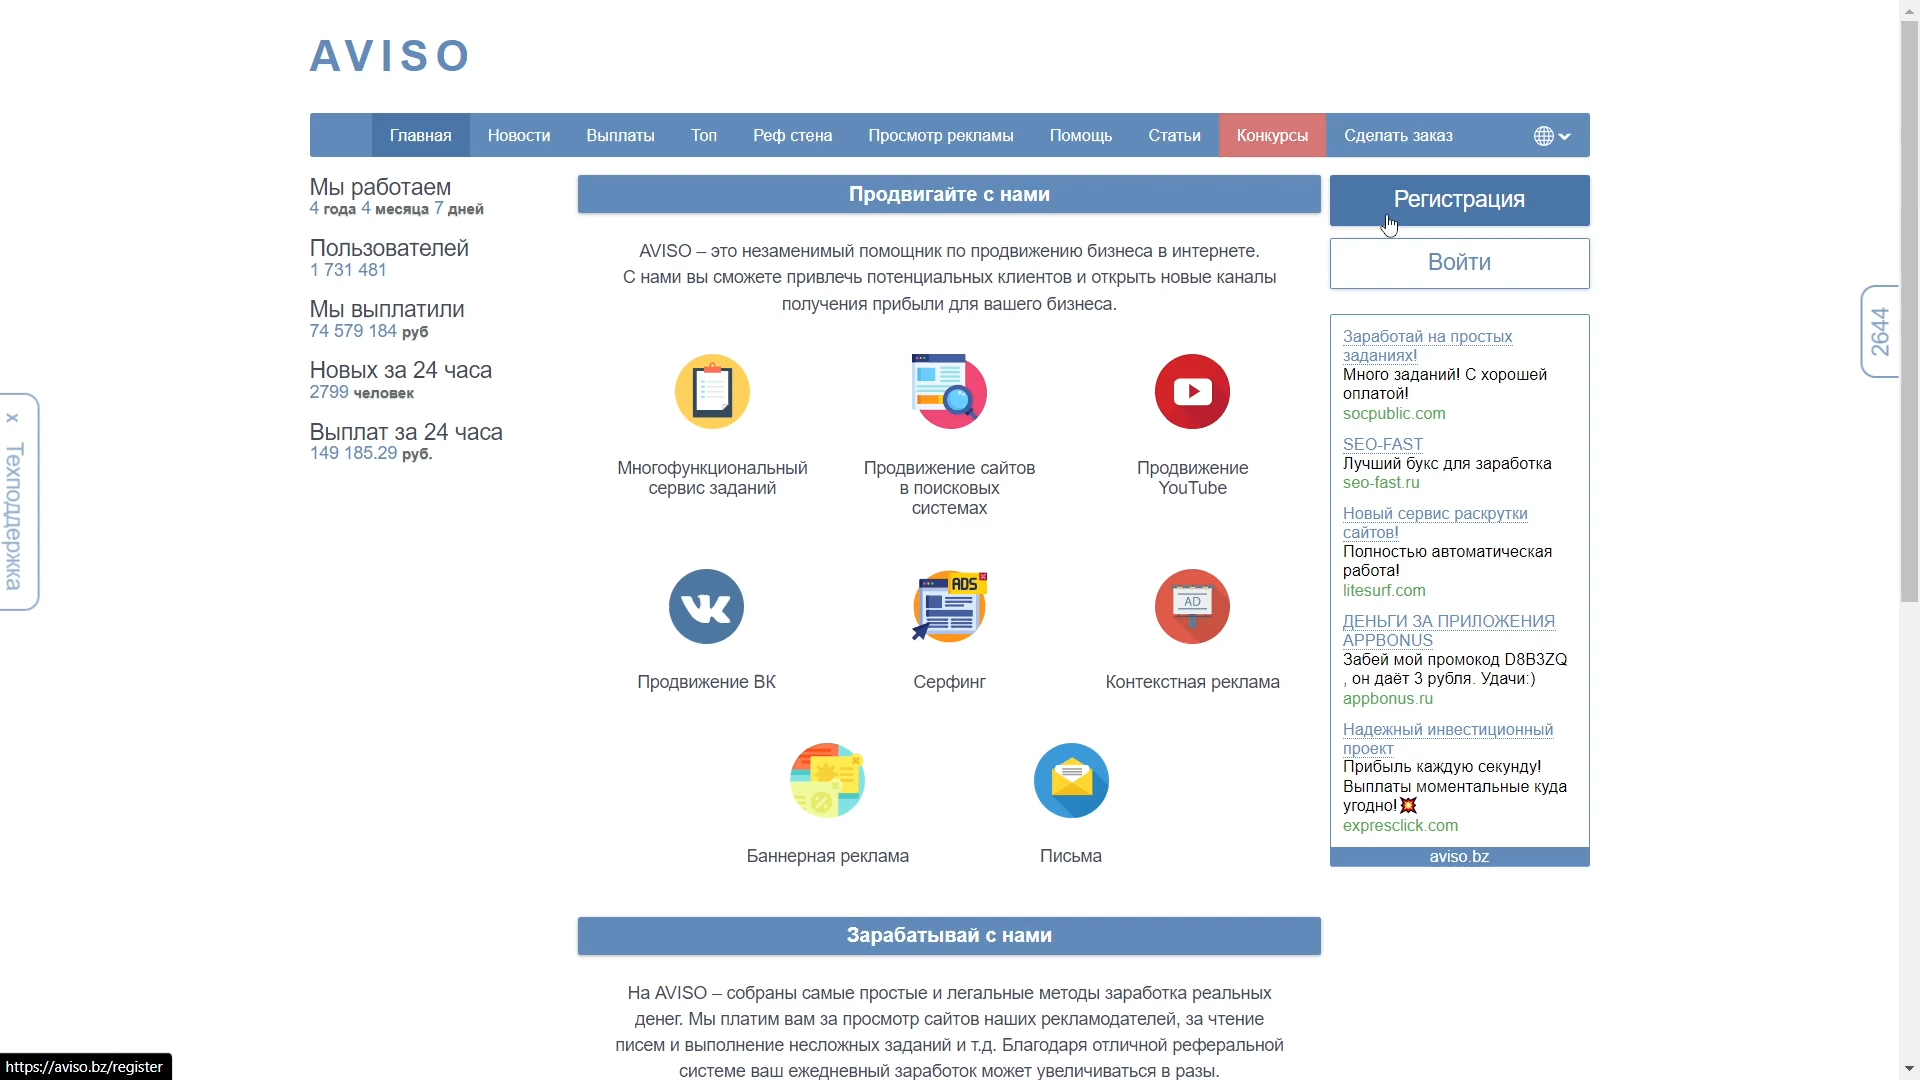 AVISO
Главная
Новости
Выплаты
Топ
Реф стена
Просмотр рекламы
Помощь
Статьи
Конкурсы
Сделать заказ
Мы работаем
4 года 4 месяца 7 дней
Пользователей
1 731 481
Мы выплатили
74 579 184 руб
Новых за 24 часа
2799 человек
Выплат за 24 часа
149 185.29 руб.
x Техподдержка
Продвигайте с нами
AVISO – это незаменимый помощник по продвижению бизнеса в интернете.
С нами вы сможете привлечь потенциальных клиентов и открыть новые каналы
получения прибыли для вашего бизнеса.
Многофункциональный
сервис заданий
Продвижение сайтов
в поисковых
системах
Продвижение
YouTube
ADS
AD
Продвижение ВК
Серфинг
Контекстная реклама
Баннерная реклама
Письма
Зарабатывай с нами
На AVISO – собраны самые простые и легальные методы заработка реальных
денег. Мы платим вам за просмотр сайтов наших рекламодателей, за чтение
писем и выполнение несложных заданий и т.д. Благодаря отличной реферальной
системе ваш ежедневный заработок может увеличиваться в разы.
Регистрация
Войти
Заработай на простых
заданиях!
Много заданий! С хорошей
оплатой!
socpublic.com
SEO-FAST
Лучший букс для заработка
seo-fast.ru
Новый сервис раскрутки
сайтов!
Полностью автоматическая
работа!
litesurf.com
ДЕНЬГИ ЗА ПРИЛОЖЕНИЯ
APPBONUS
Забей мой промокод D8B3ZQ
, он даёт 3 рубля. Удачи:)
appbonus.ru
Надежный инвестиционный
проект
Прибыль каждую секунду!
Выплаты моментальные куда
угодно!💥
expresclick.com
aviso.bz
2644
https://aviso.bz/register